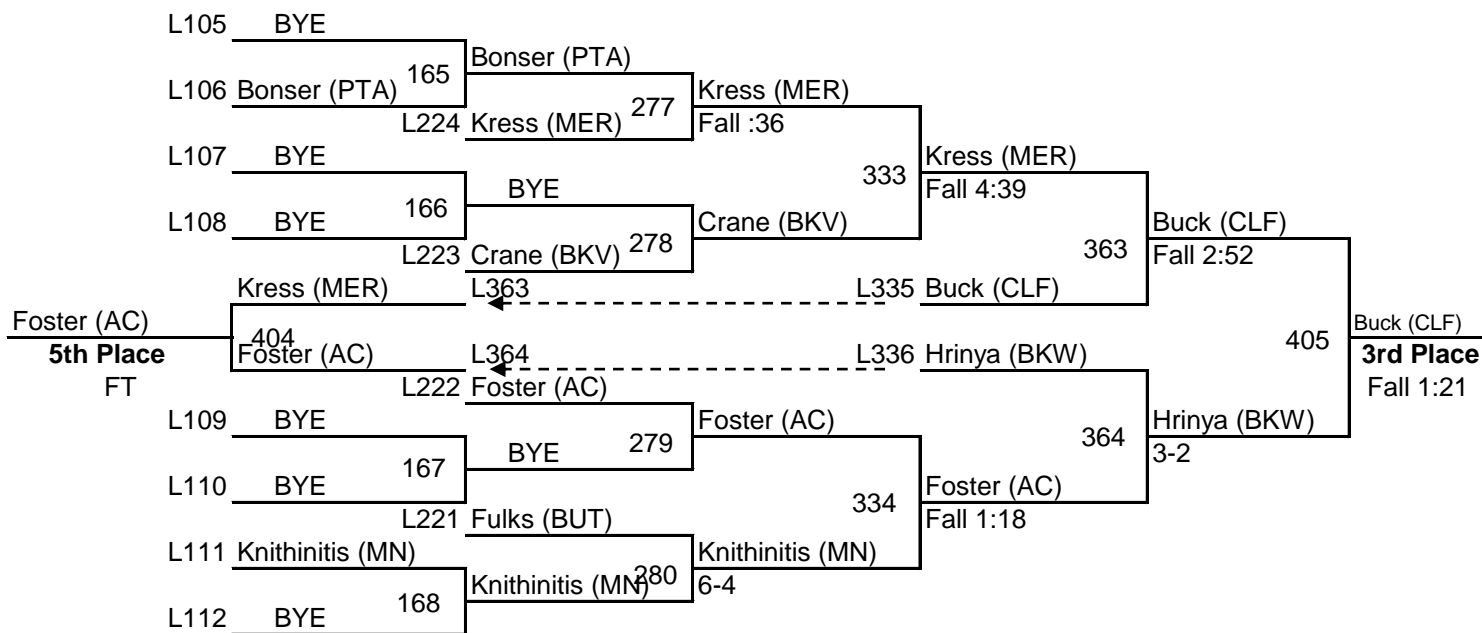 L105 BYE
Bonser (PTA)
165
L106 Bonser (PTA) Kress (MER)
277
L224 Kress (MER) Fall :36
L107 BYE Kress (MER)
333
BYE Fall 4:39
166
L108 BYE Crane (BKV) Buck (CLF)
278 363
L223 Crane (BKV) Fall 2:52
Kress (MER) L363 L335 Buck (CLF)
Foster (AC) Buck (CLF)
404 405
5th Place Foster (AC) L364 L336 Hrinya (BKW) 3rd Place
FT L222 Foster (AC) Fall 1:21
L109 BYE Foster (AC) Hrinya (BKW)
279 364
BYE 3-2
167
L110 BYE Foster (AC)
334
L221 Fulks (BUT) Fall 1:18
L111 Knithinitis (MN) Knithinitis (MN)
280
Knithinitis (MN) 6-4
168
L112 BYE